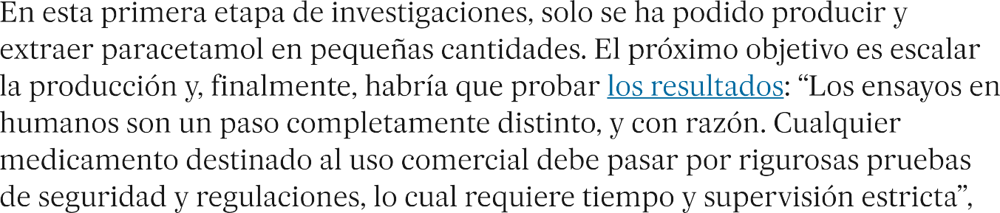 En esta primera etapa de investigaciones, solo se ha podido producir y
extraer paracetamol en pequeñas cantidades. El próximo objetivo es escalar
la producción y, finalmente, habría que probar los resultados: “Los ensayos en
humanos son un paso completamente distinto, y con razón. Cualquier
medicamento destinado al uso comercial debe pasar por rigurosas pruebas
de seguridad y regulaciones, lo cual requiere tiempo y supervisión estricta”,